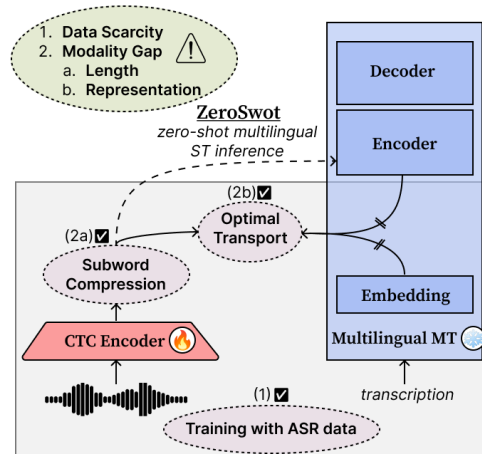 1. Data Scarcity
2. Modality Gap
a. Length
b. Representation
Decoder
ZeroSwot
zero-shot multilingual
ST inference
Encoder
(2b)
Optimal
Transport
(2a)
Subword
Compression
Embedding
CTC Encoder
Multilingual MT
transcription
(1)
Training with ASR data